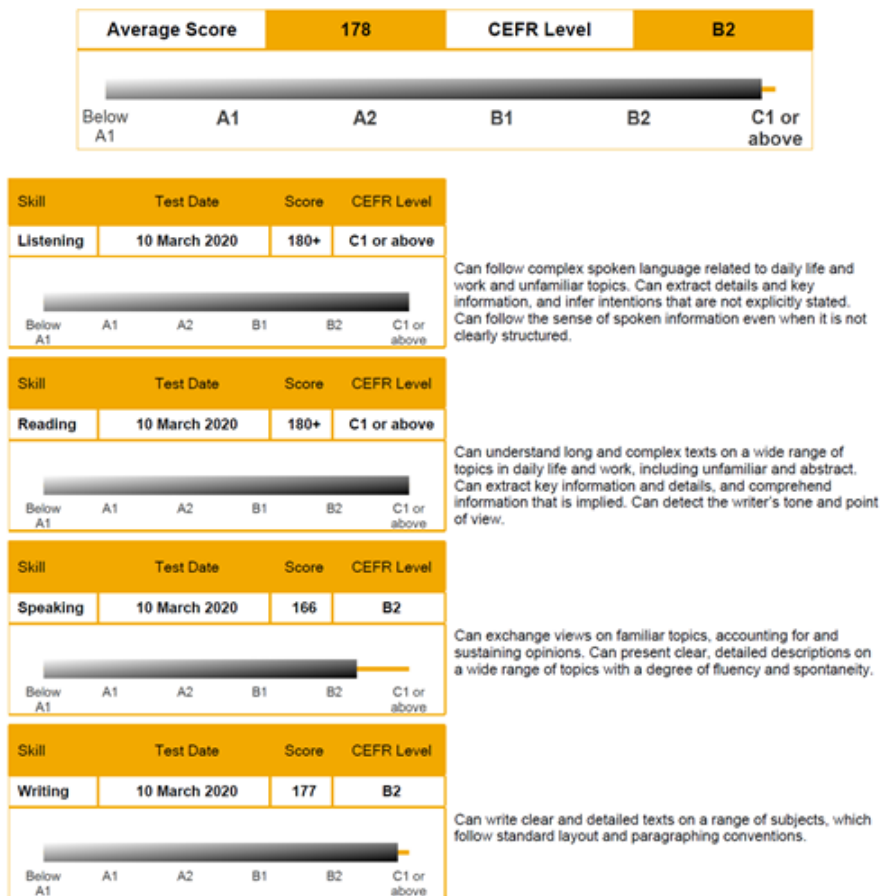 Average Score 178 CEFR Level B2
Below A1 A1 A2 B1 B2 C1 or above
Skill Test Date Score CEFR Level
Listening 10 March 2020 180+ C1 or above
Below A1 A1 A2 B1 B2 C1 or above
Can follow complex spoken language related to daily life and
work and unfamiliar topics. Can extract details and key
information, and infer intentions that are not explicitly stated.
Can follow the sense of spoken information even when it is not
clearly structured.
Skill Test Date Score CEFR Level
Reading 10 March 2020 180+ C1 or above
Below A1 A1 A2 B1 B2 C1 or above
Can understand long and complex texts on a wide range of
topics in daily life and work, including unfamiliar and abstract.
Can extract key information and details, and comprehend
information that is implied. Can detect the writer's tone and point
of view.
Skill Test Date Score CEFR Level
Speaking 10 March 2020 166 B2
Below A1 A1 A2 B1 B2 C1 or above
Can exchange views on familiar topics, accounting for and
sustaining opinions. Can present clear, detailed descriptions on
a wide range of topics with a degree of fluency and spontaneity.
Skill Test Date Score CEFR Level
Writing 10 March 2020 177 B2
Below A1 A1 A2 B1 B2 C1 or above
Can write clear and detailed texts on a range of subjects, which
follow standard layout and paragraphing conventions.